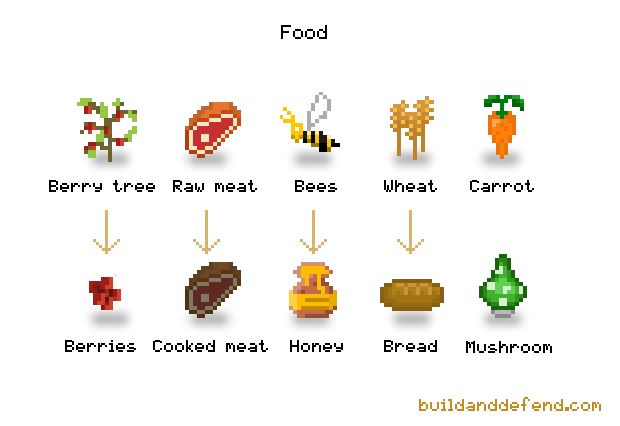 Food
Berry tree Raw meat Bees Wheat Carrot
Berries Cooked meat Honey Bread Mushroom
buildanddefend.com